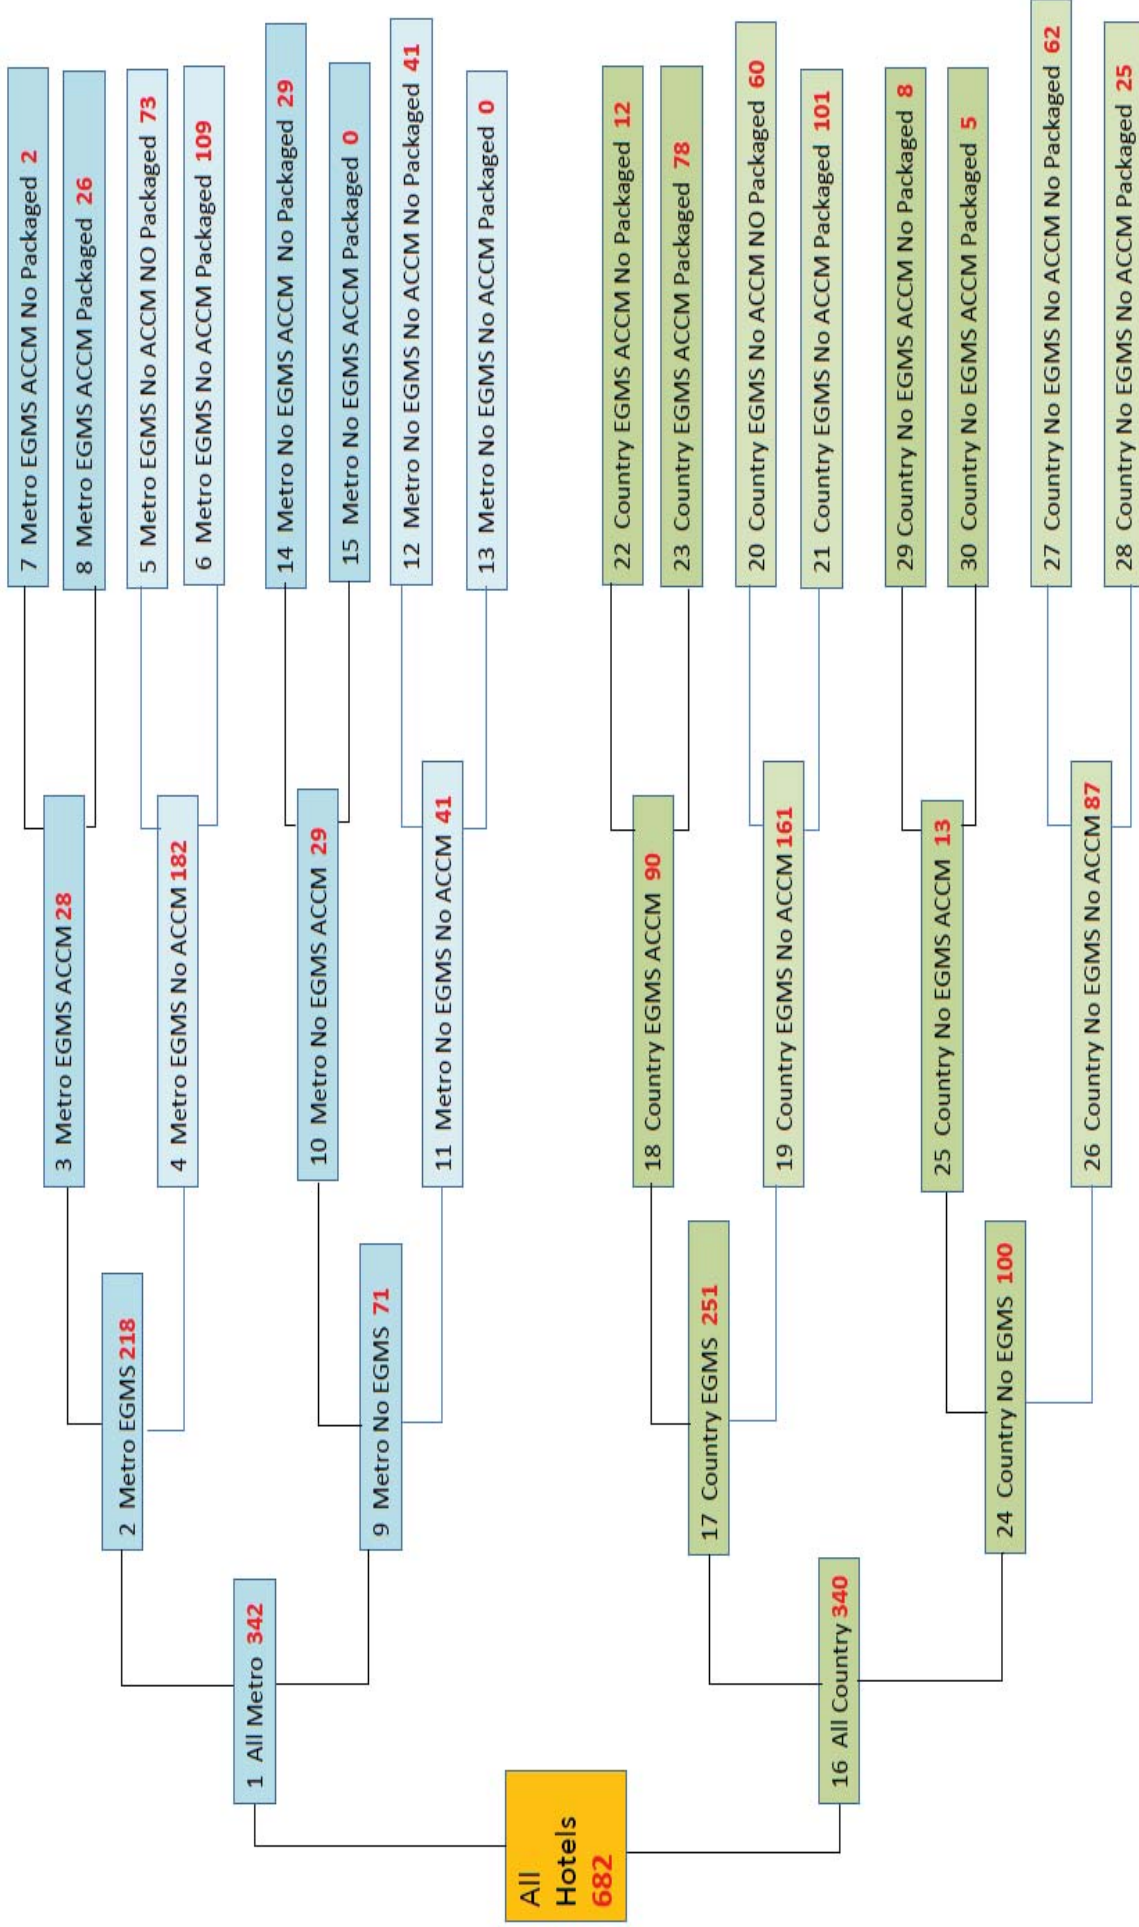 All
Hotels
682
1 All Metro 342
2 Metro EGMS 218
3 Metro EGMS ACCM 28
7 Metro EGMS ACCM No Packaged 2
8 Metro EGMS ACCM Packaged 26
4 Metro EGMS No ACCM 182
5 Metro EGMS No ACCM NO Packaged 73
6 Metro EGMS No ACCM Packaged 109
9 Metro No EGMS 71
10 Metro No EGMS ACCM 29
14 Metro No EGMS ACCM No Packaged 29
15 Metro No EGMS ACCM Packaged 0
11 Metro No EGMS No ACCM 41
12 Metro No EGMS No ACCM No Packaged 41
13 Metro No EGMS No ACCM Packaged 0
16 All Country 340
17 Country EGMS 251
18 Country EGMS ACCM 90
22 Country EGMS ACCM No Packaged 12
23 Country EGMS ACCM Packaged 78
19 Country EGMS No ACCM 161
20 Country EGMS No ACCM NO Packaged 60
21 Country EGMS No ACCM Packaged 101
24 Country No EGMS 100
25 Country No EGMS ACCM 13
29 Country No EGMS ACCM No Packaged 8
30 Country No EGMS ACCM Packaged 5
26 Country No EGMS No ACCM 87
27 Country No EGMS No ACCM No Packaged 62
28 Country No EGMS No ACCM Packaged 25